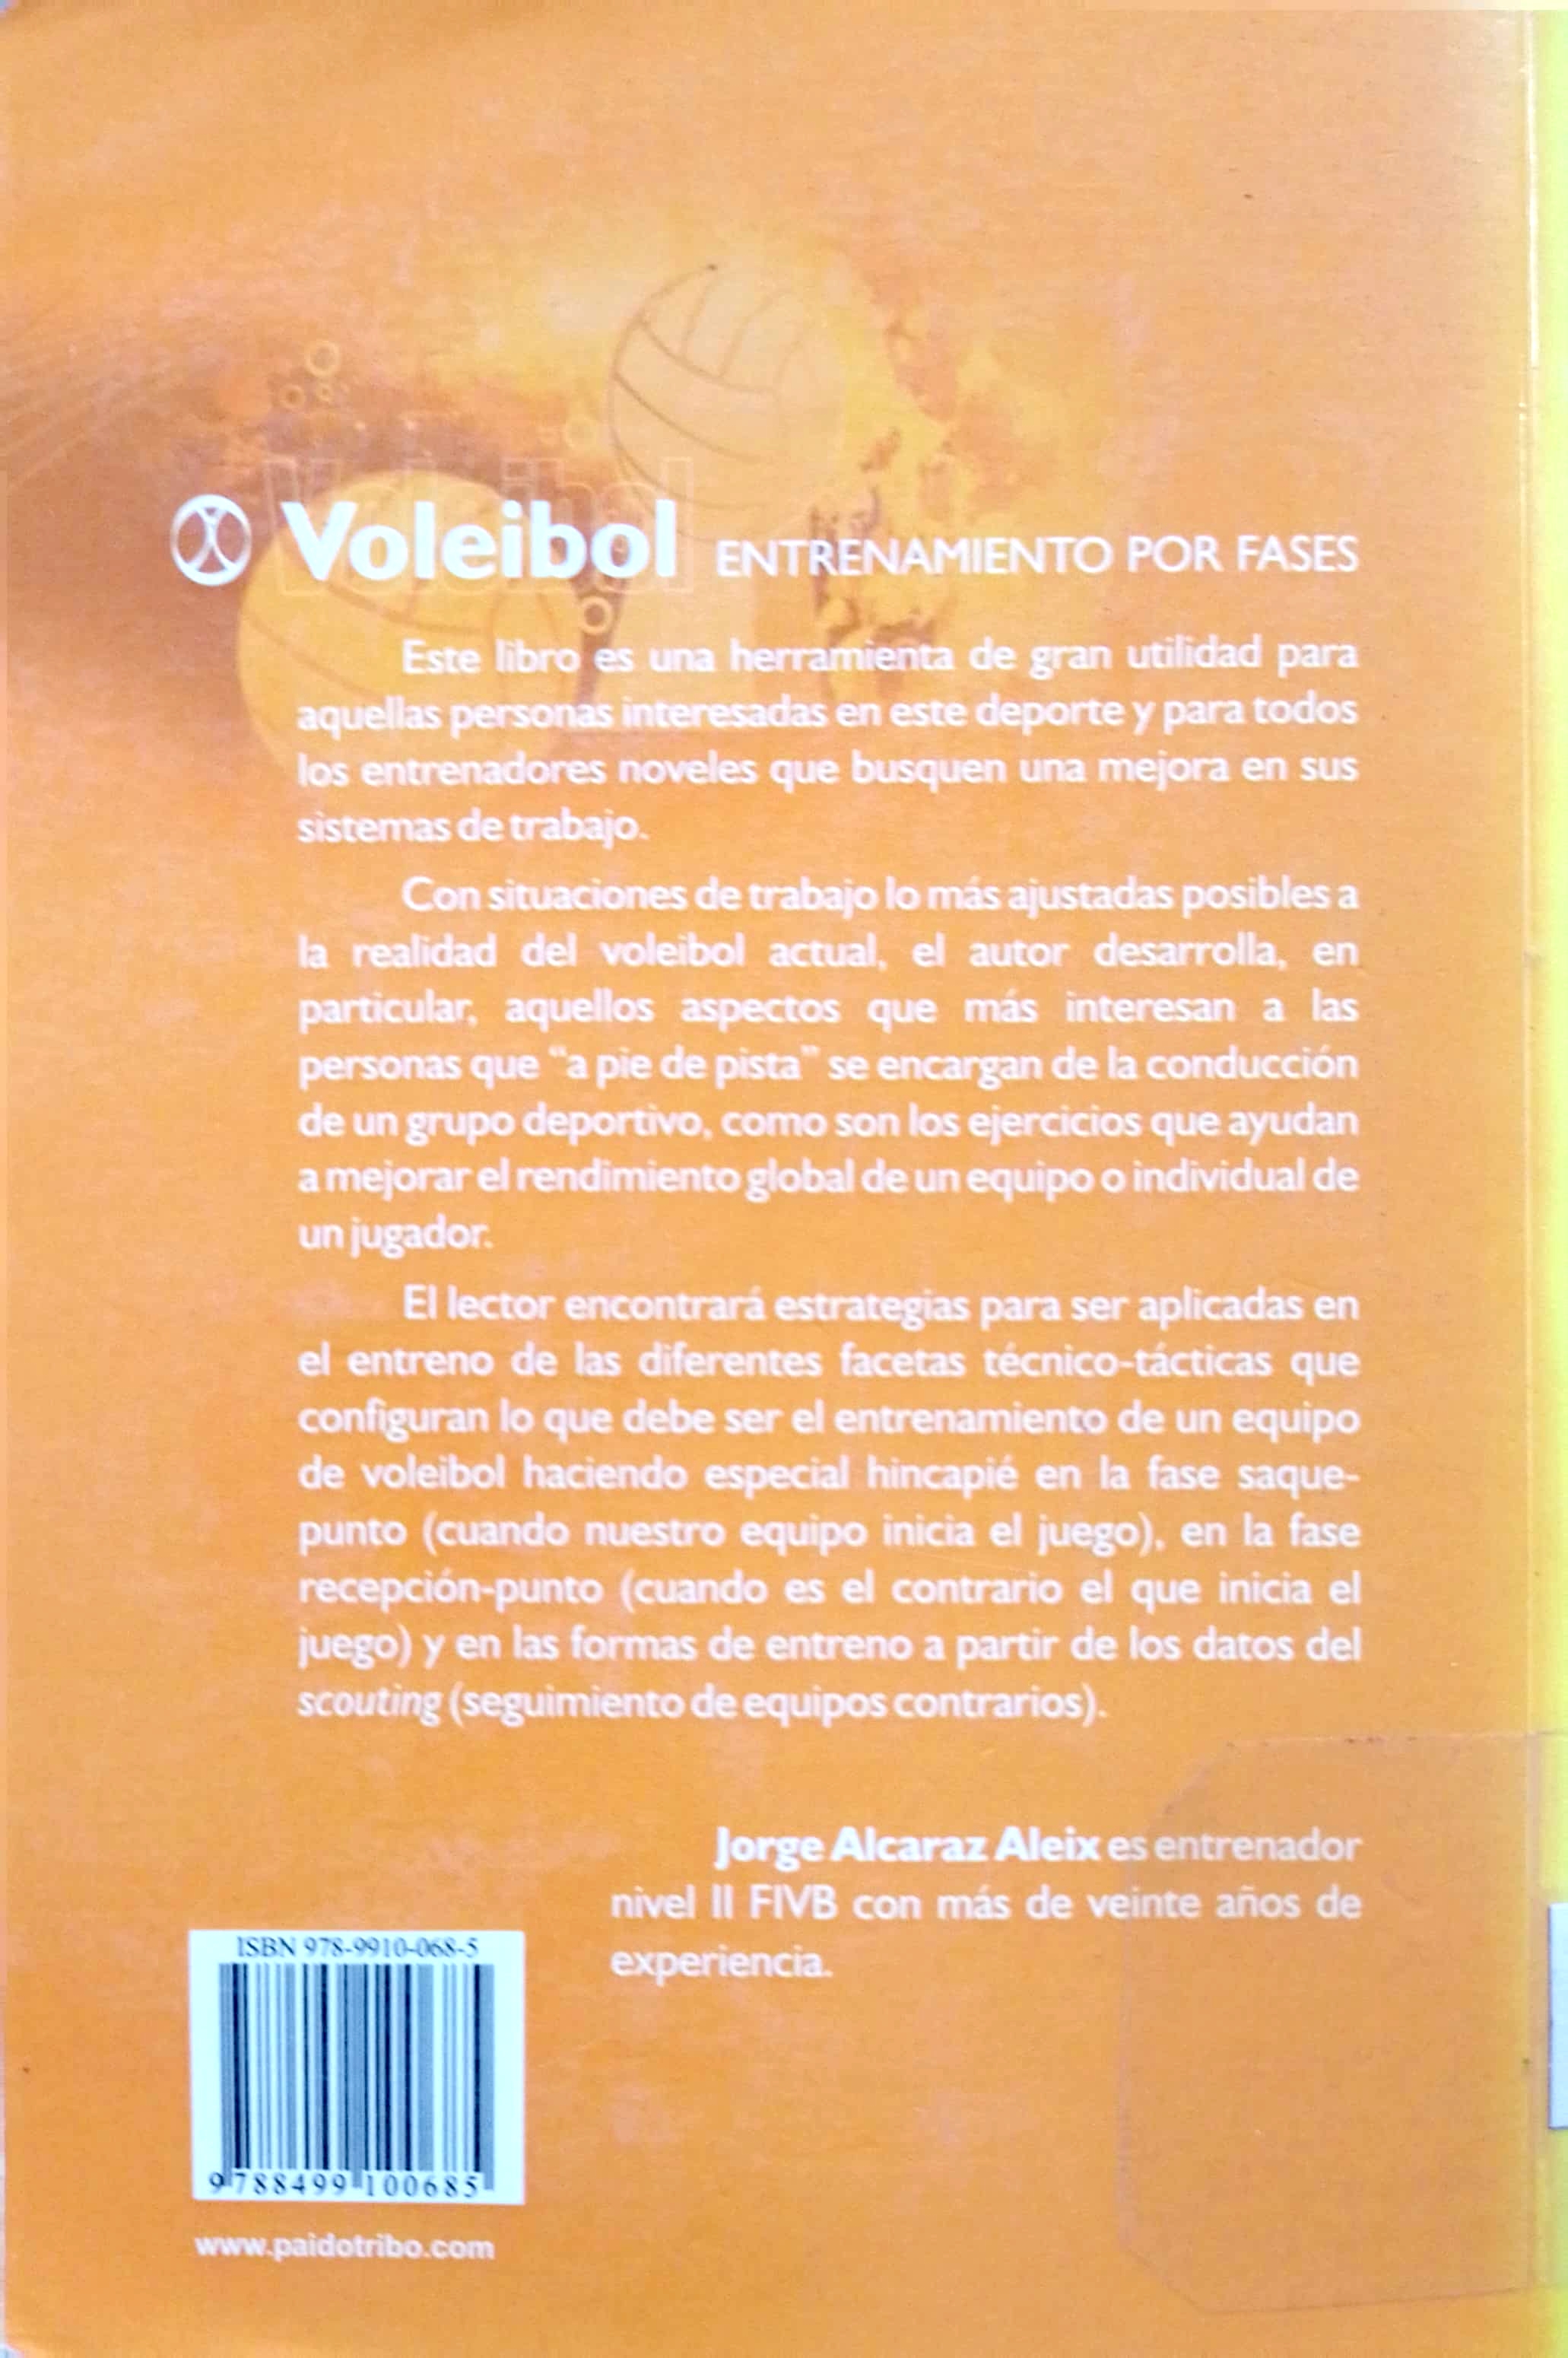 Voleibol ENTRENAMIENTO POR FASES
Este libro es una herramienta de gran utilidad para
aquellas personas interesadas en este deporte y para todos
los entrenadores noveles que busquen una mejora en sus
sistemas de trabajo.
Con situaciones de trabajo lo más ajustadas posibles a
la realidad del voleibol actual, el autor desarrolla, en
particular, aquellos aspectos que más interesan a las
personas que “a pie de pista” se encargan de la conducción
de un grupo deportivo, como son los ejercicios que ayudan
a mejorar el rendimiento global de un equipo o individual de
un jugador.
El lector encontrará estrategias para ser aplicadas en
el entreno de las diferentes facetas técnico-tácticas que
configuran lo que debe ser el entrenamiento de un equipo
de voleibol haciendo especial hincapié en la fase saque-
punto (cuando nuestro equipo inicia el juego), en la fase
recepción-punto (cuando es el contrario el que inicia el
juego) y en las formas de entreno a partir de los datos del
scouting (seguimiento de equipos contrarios).
Jorge Alcaraz Aleix es entrenador
nivel II FIVB con más de veinte años de
experiencia.
ISBN 978-9910-068-5
9 788499 100685
www.paidotribo.com